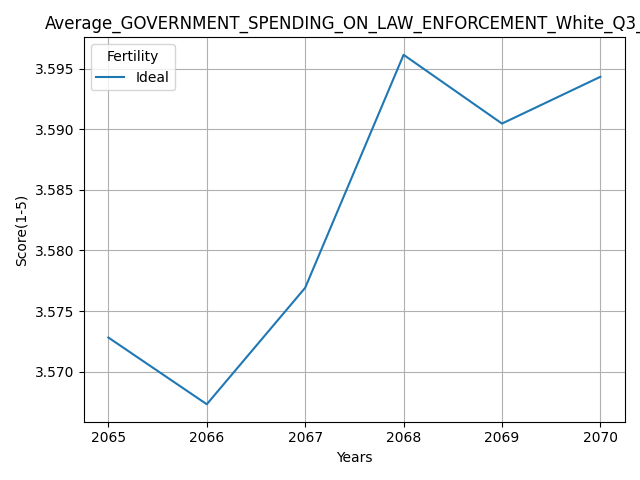 Average_GOVERNMENT_SPENDING_ON_LAW_ENFORCEMENT_White_Q3_
Fertility
Ideal
3.595
3.590
3.585
3.580
3.575
3.570
Score(1-5)
2065 2066 2067 2068 2069 2070
Years